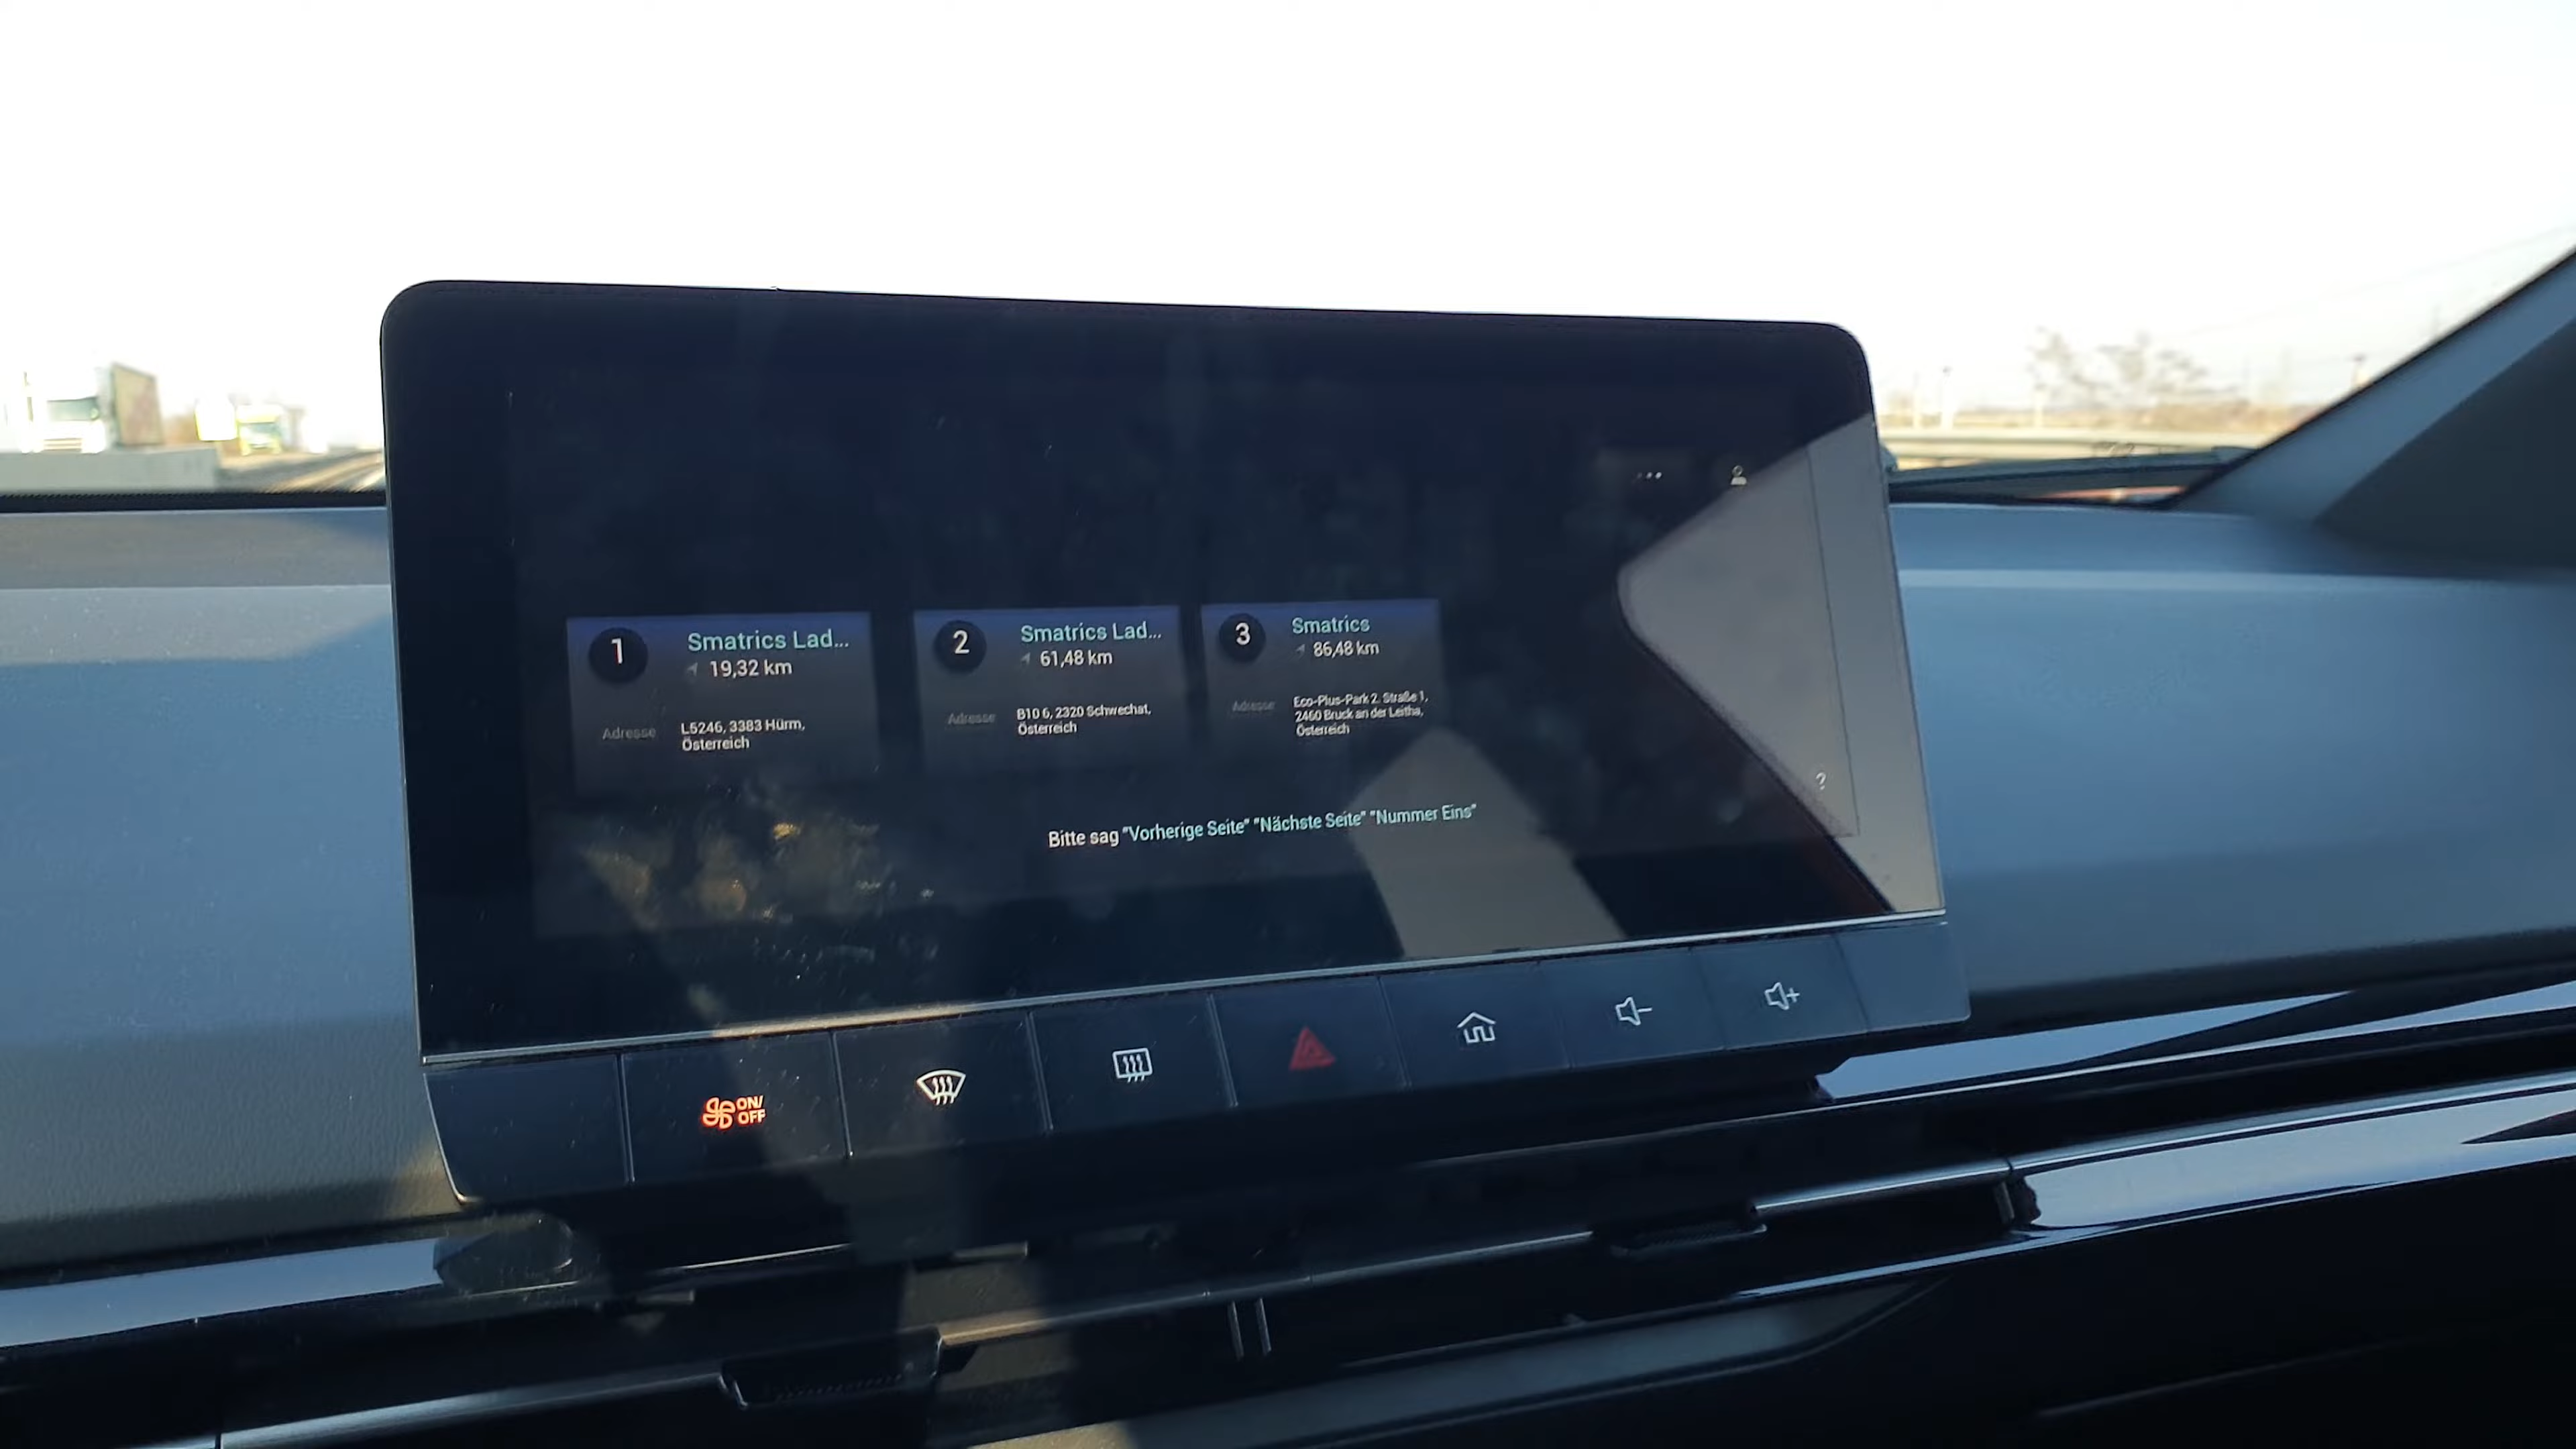 1
Smatrics Lad...
19,32 km
Adresse
L5246, 3383 Hürm,
Österreich
2
Smatrics Lad...
61,48 km
Adresse
B10 6, 2320 Schwechat,
Österreich
3
Smatrics
86,48 km
Adresse
Eco-Plus-Park 2. Straße 1,
2460 Bruck an der Leitha,
Österreich
?
Bitte sag "Vorherige Seite" "Nächste Seite" "Nummer Eins"
ON/
OFF